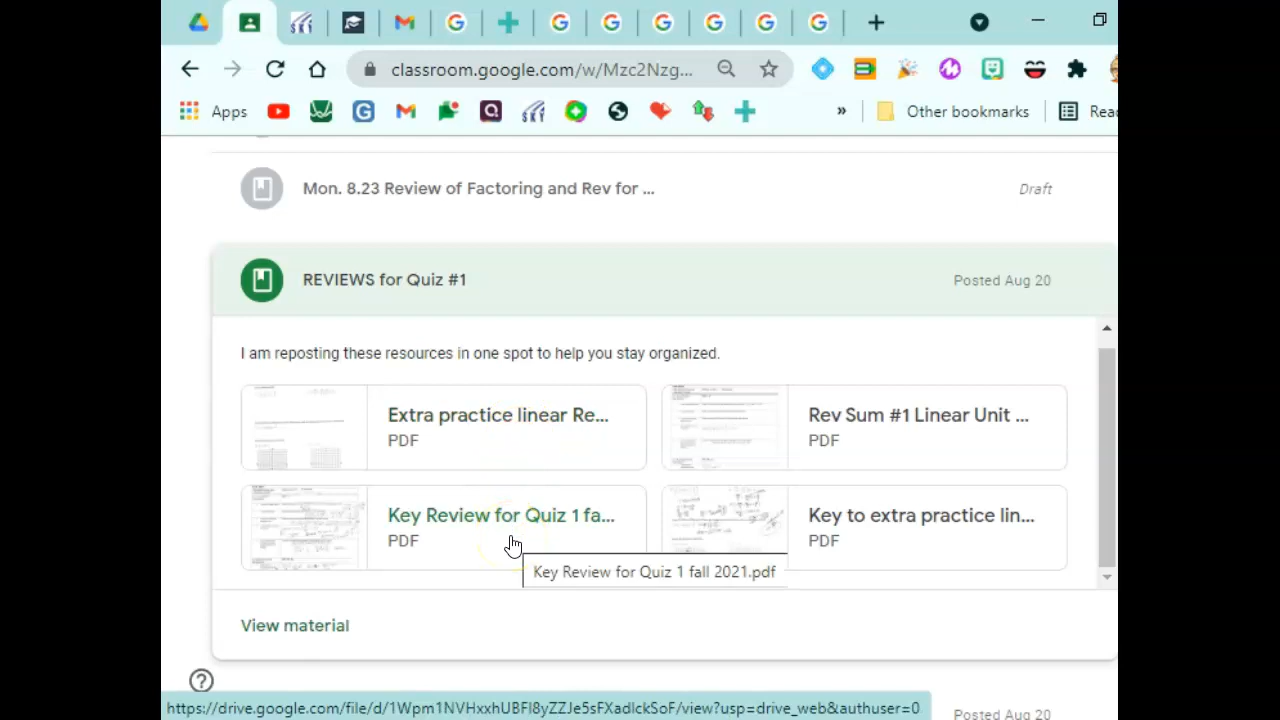 classroom.google.com/w/Mzc2Nzg...
Apps
»
Other bookmarks
Rea
Mon. 8.23 Review of Factoring and Rev for ...
Draft
REVIEWS for Quiz #1
Posted Aug 20
I am reposting these resources in one spot to help you stay organized.
Extra practice linear Re...
PDF
Rev Sum #1 Linear Unit ...
PDF
Key Review for Quiz 1 fa...
PDF
Key to extra practice lin...
PDF
Key Review for Quiz 1 fall 2021.pdf
View material
https://drive.google.com/file/d/1Wpm1NVHxxhUBFI8yZZJe5sFXadlckSoF/view?usp=drive_web&authuser=0
Posted Aug 20